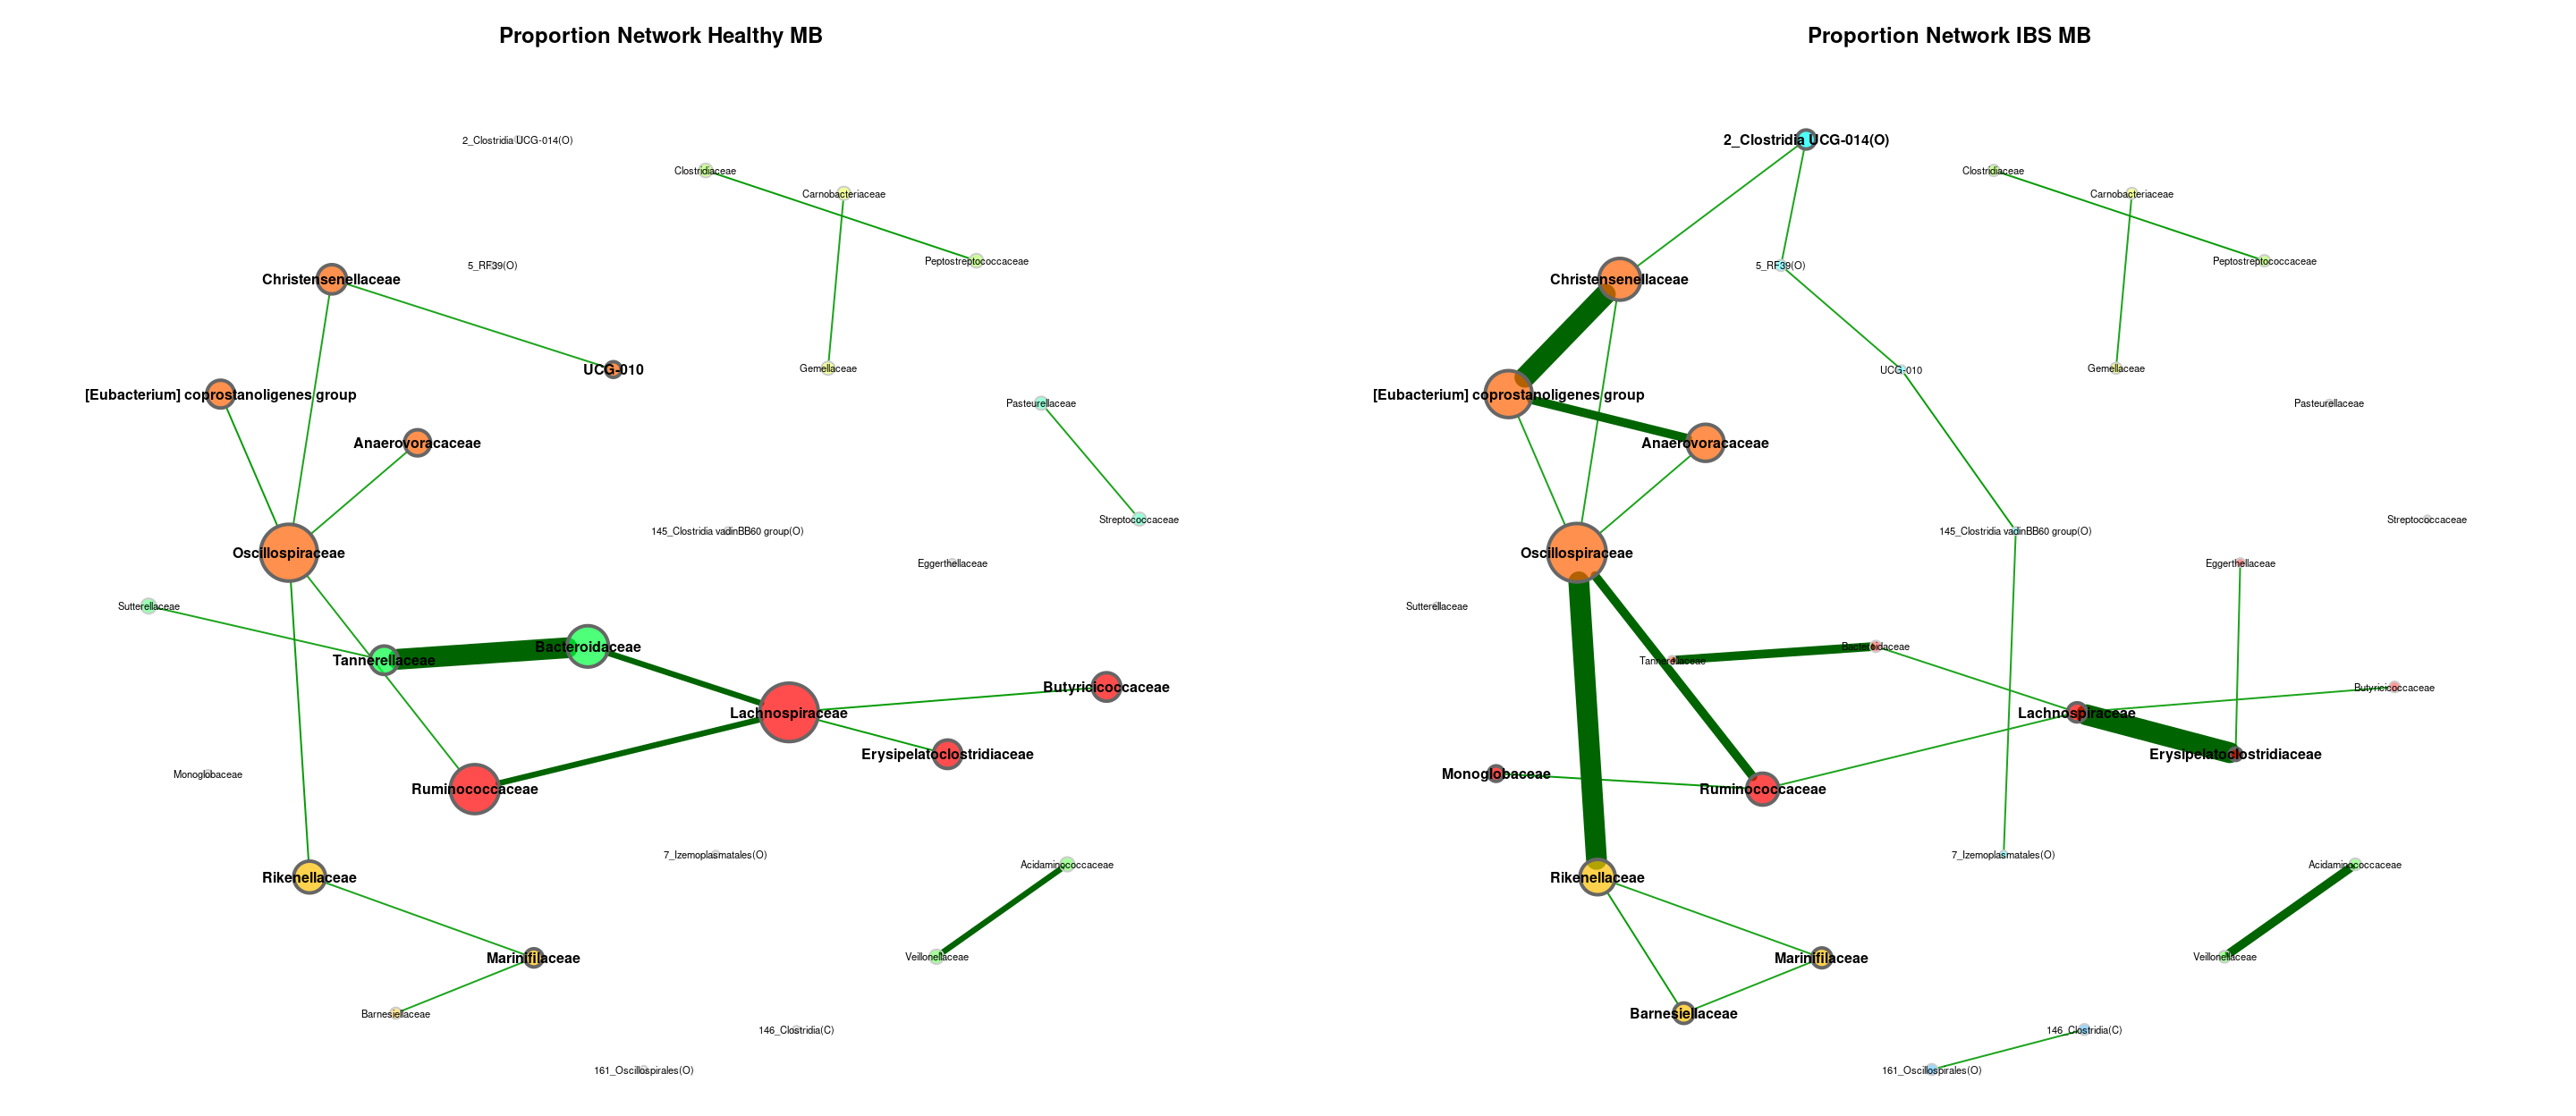 Proportion Network Healthy MB
2_Clostridia UCG-014(O)
Clostridiaceae
Carnobacteriaceae
Peptostreptococcaceae
5_RF39(O)
Christensenellaceae
UCG-010
Gemellaceae
[Eubacterium] coprostanoligenes group
Pasteurellaceae
Anaerovoracaceae
Streptococcaceae
145_Clostridia vadinBB60 group(O)
Oscillospiraceae
Eggerthellaceae
Sutterellaceae
Bacteroidaceae
Tannerellaceae
Butyricicoccaceae
Lachnospiraceae
Erysipelatoclostridiaceae
Monoglobaceae
Ruminococcaceae
7_Izemoplasmatales(O)
Acidaminococcaceae
Rikenellaceae
Veillonellaceae
Marinifilaceae
Barnesiellaceae
146_Clostridia(C)
161_Oscillospirales(O)
Proportion Network IBS MB
2_Clostridia UCG-014(O)
Clostridiaceae
Carnobacteriaceae
Peptostreptococcaceae
5_RF39(O)
Christensenellaceae
UCG-010
Gemellaceae
[Eubacterium] coprostanoligenes group
Pasteurellaceae
Anaerovoracaceae
Streptococcaceae
145_Clostridia vadinBB60 group(O)
Oscillospiraceae
Eggerthellaceae
Sutterellaceae
Bacteroidaceae
Tannerellaceae
Butyricicoccaceae
Lachnospiraceae
Erysipelatoclostridiaceae
Monoglobaceae
Ruminococcaceae
7_Izemoplasmatales(O)
Acidaminococcaceae
Rikenellaceae
Veillonellaceae
Marinifilaceae
Barnesiellaceae
146_Clostridia(C)
161_Oscillospirales(O)